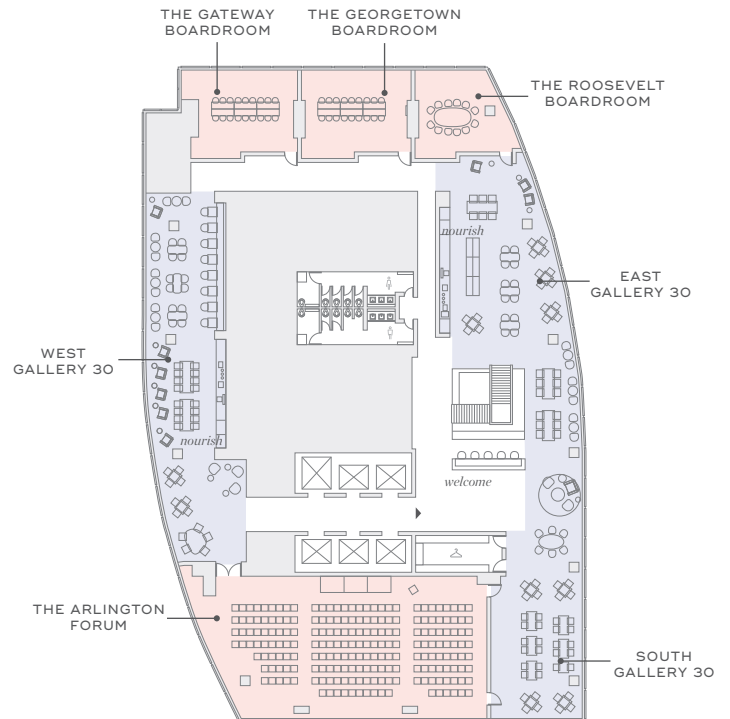 THE GATEWAY
BOARDROOM
THE GEORGETOWN
BOARDROOM
THE ROOSEVELT
BOARDROOM
nourish
EAST
GALLERY 30
WEST
GALLERY 30
nourish
welcome
THE ARLINGTON
FORUM
SOUTH
GALLERY 30